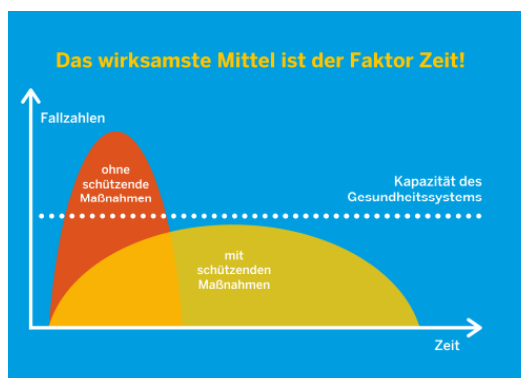 Das wirksamste Mittel ist der Faktor Zeit!
Fallzahlen
ohne
schützende
Maßnahmen
Kapazität des
Gesundheitssystems
mit
schützenden
Maßnahmen
Zeit